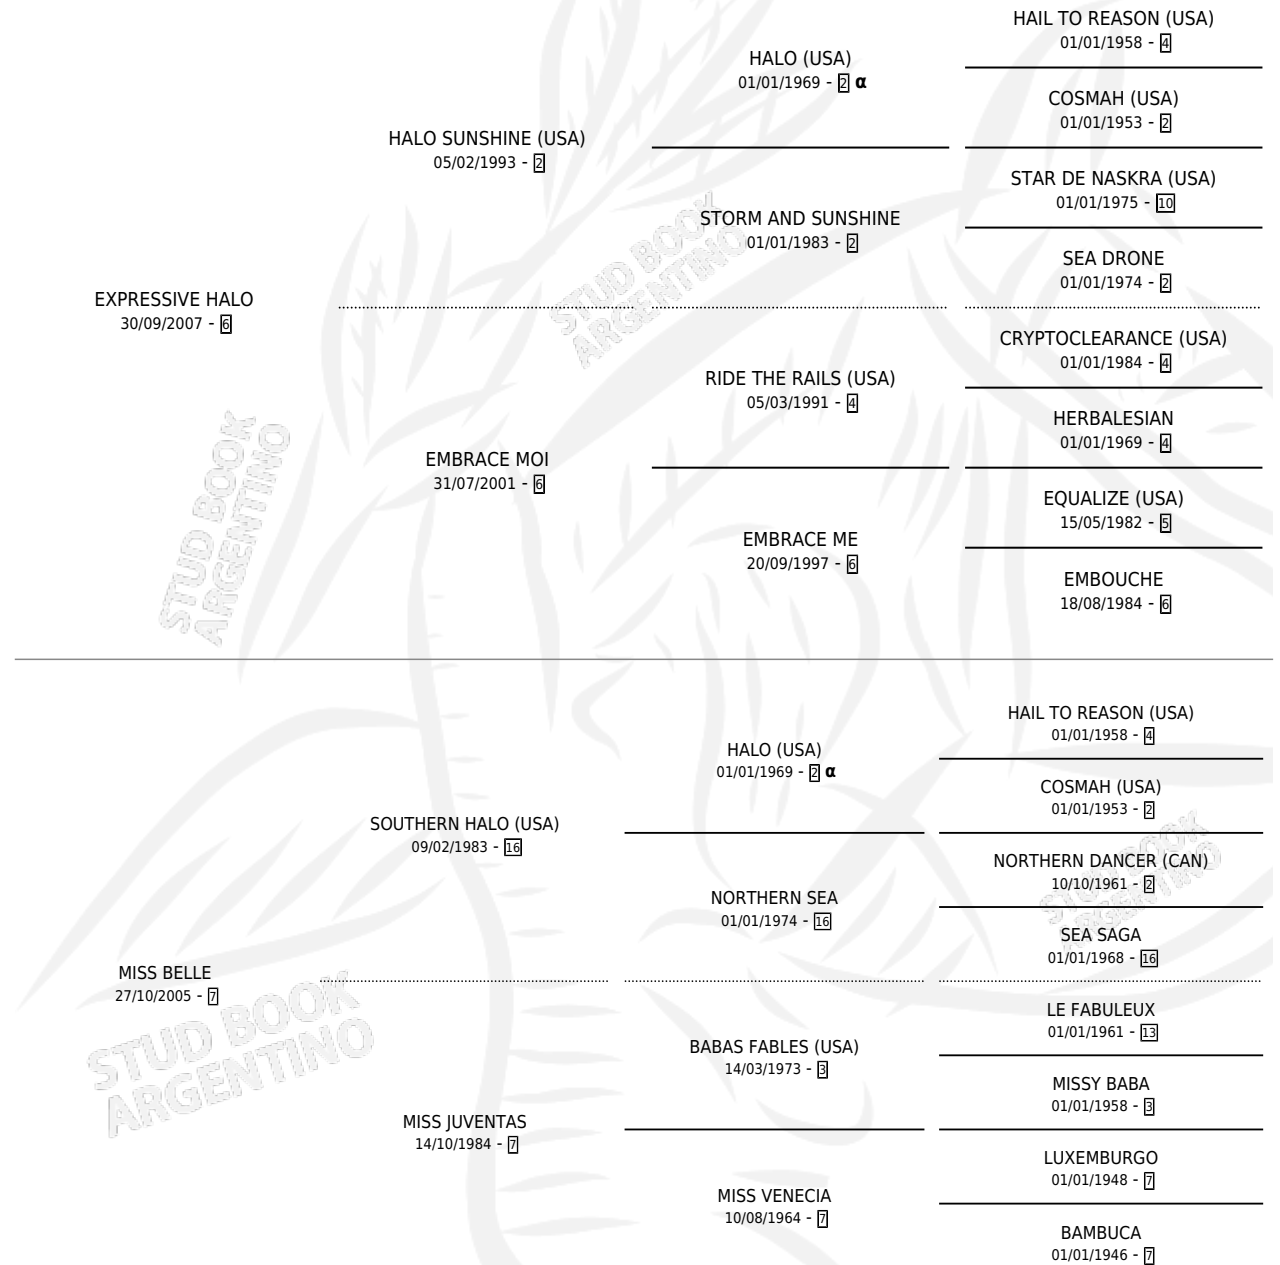 HAIL TO REASON (USA)
01/01/1958 - 4
HALO (USA)
01/01/1969 - 2 α
COSMAH (USA)
01/01/1953 - 2
HALO SUNSHINE (USA)
05/02/1993 - 2
STAR DE NASKRA (USA)
01/01/1975 - 10
STORM AND SUNSHINE
01/01/1983 - 2
SEA DRONE
01/01/1974 - 2
EXPRESSIVE HALO
30/09/2007 - 6
CRYPTOCLEARANCE (USA)
01/01/1984 - 4
RIDE THE RAILS (USA)
05/03/1991 - 4
HERBALESIAN
01/01/1969 - 4
EMBRACE MOI
31/07/2001 - 6
EQUALIZE (USA)
15/05/1982 - 5
EMBRACE ME
20/09/1997 - 6
EMBOUCHE
18/08/1984 - 6
STUD BOOK
ARGENTINO
STUD BOOK
ARGENTINO
HAIL TO REASON (USA)
01/01/1958 - 4
HALO (USA)
01/01/1969 - 2 α
COSMAH (USA)
01/01/1953 - 2
SOUTHERN HALO (USA)
09/02/1983 - 16
NORTHERN DANCER (CAN)
10/10/1961 - 2
NORTHERN SEA
01/01/1974 - 16
SEA SAGA
01/01/1968 - 16
MISS BELLE
27/10/2005 - 7
LE FABULEUX
01/01/1961 - 13
BABAS FABLES (USA)
14/03/1973 - 3
MISSY BABA
01/01/1958 - 3
MISS JUVENTAS
14/10/1984 - 7
LUXEMBURGO
01/01/1948 - 7
MISS VENECIA
10/08/1964 - 7
BAMBUCA
01/01/1946 - 7
STUD BOOK
ARGENTINO
STUD BOOK
ARGENTINO